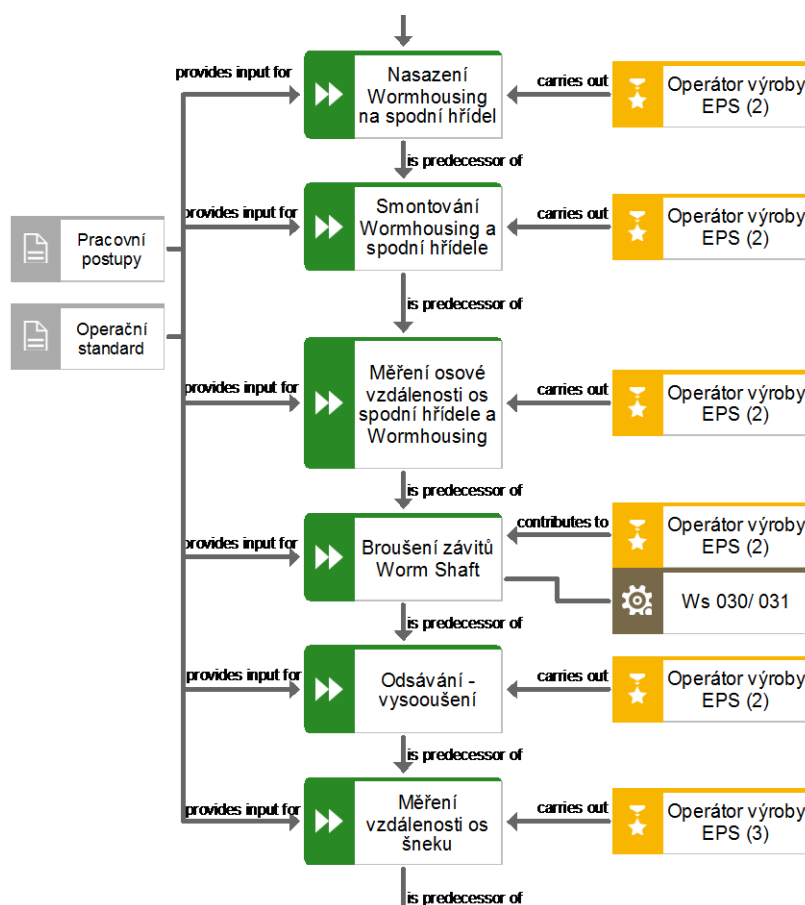 provides input for
Nasazení
Wormhousing
na spodní hřídel
carries out
Operátor výroby
EPS (2)
is predecessor of
provides input for
Smontování
Wormhousing a
spodní hřídele
carries out
Operátor výroby
EPS (2)
Pracovní
postupy
is predecessor of
Operační
standard
provides input for
Měření osové
vzdálenosti os
spodní hřídele a
Wormhousing
carries out
Operátor výroby
EPS (2)
is predecessor of
provides input for
Broušení závitů
Worm Shaft
contributes to
Operátor výroby
EPS (2)
Ws 030/ 031
is predecessor of
provides input for
Odsávání -
vysooušení
carries out
Operátor výroby
EPS (2)
is predecessor of
provides input for
Měření
vzdálenosti os
šneku
carries out
Operátor výroby
EPS (3)
is predecessor of